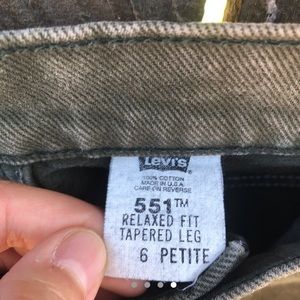 Levi's
100% COTTON
MADE IN U.S.A.
CARE ON REVERSE
551™
RELAXED FIT
TAPERED LEG
6 PETITE